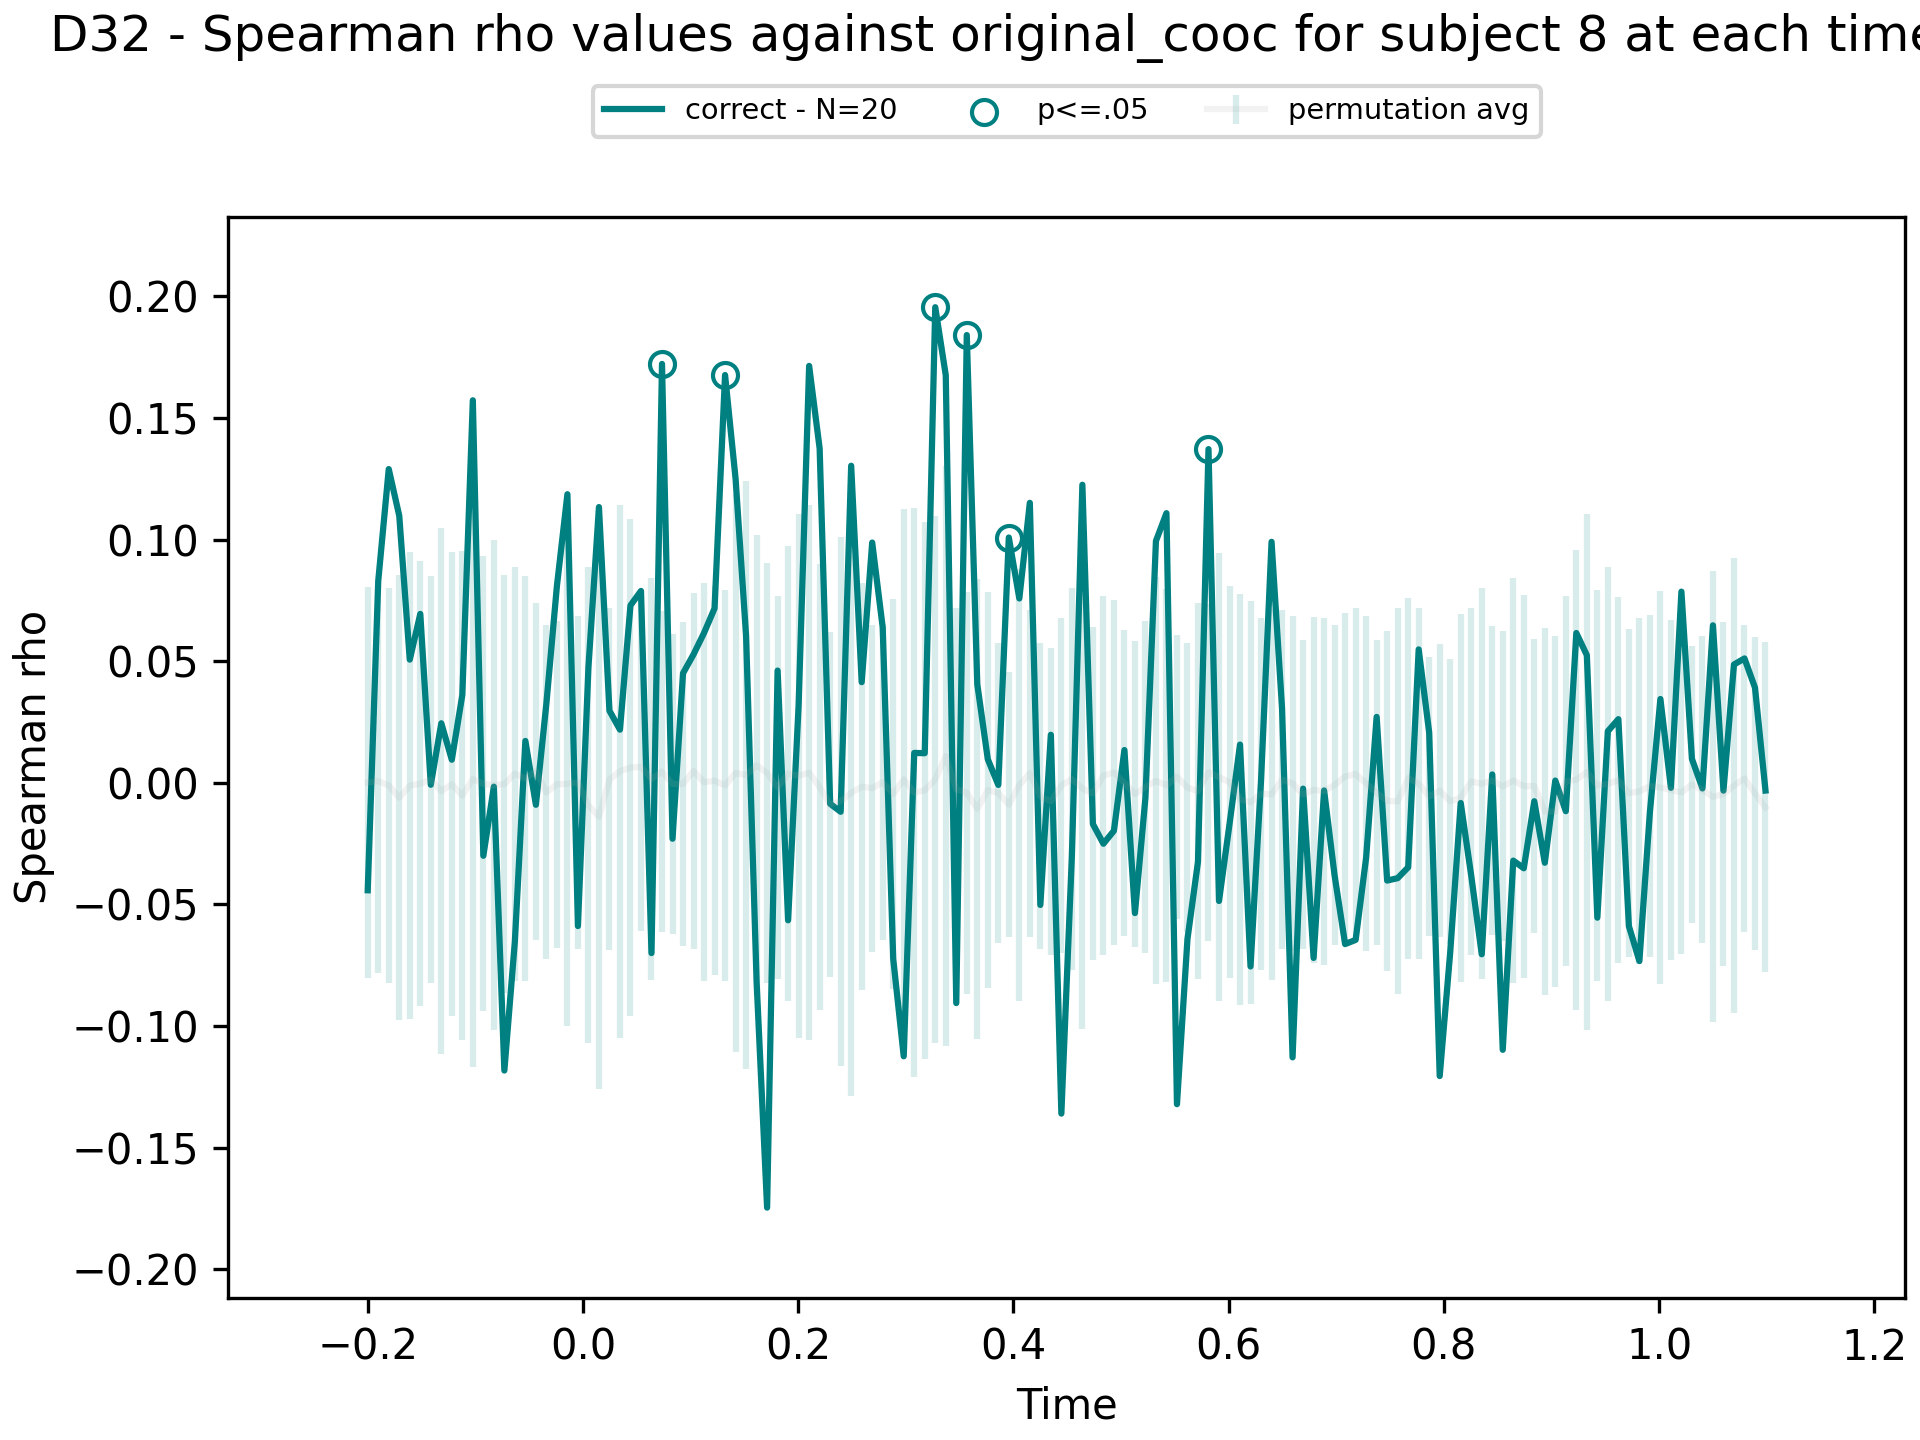 D32 - Spearman rho values against original_cooc for subject 8 at each time
correct - N=20 p<=.05 permutation avg
0.20
0.15
0.10
0.05
0.00
−0.05
−0.10
−0.15
−0.20
Spearman rho
−0.2 0.0 0.2 0.4 0.6 0.8 1.0 1.2
Time